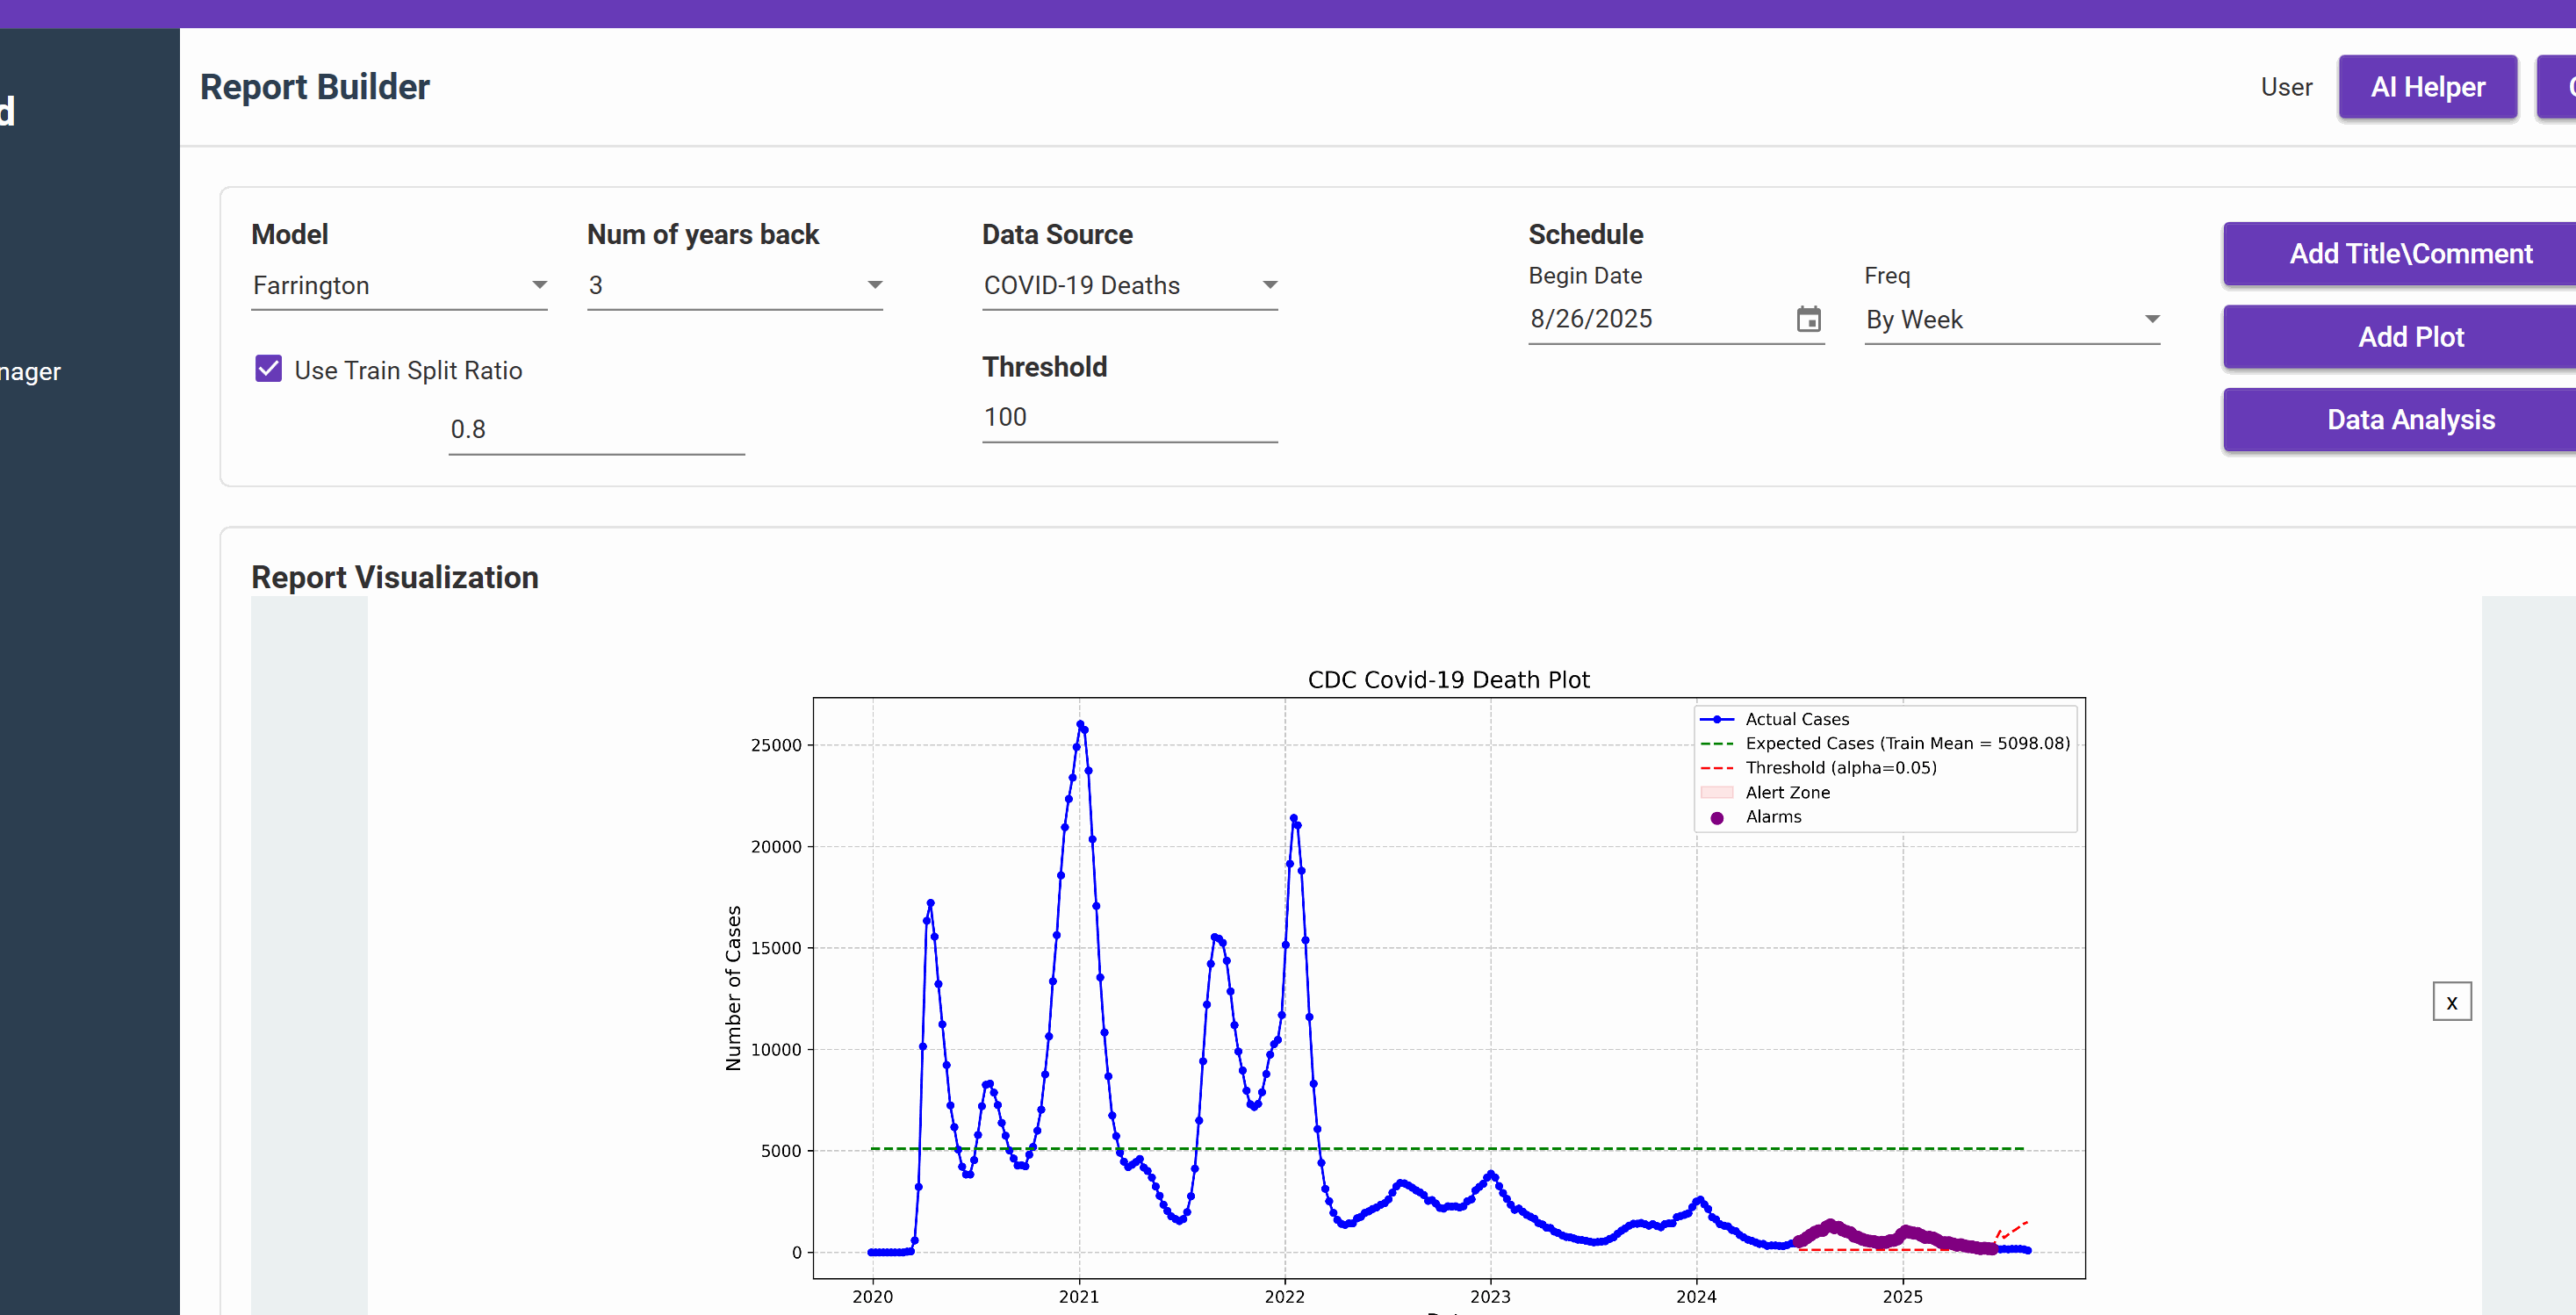 Report Builder
User
AI Helper
d
nager
Model
Num of years back
Data Source
Schedule
Begin Date
Freq
Farrington
3
COVID-19 Deaths
8/26/2025
By Week
Use Train Split Ratio
0.8
Threshold
100
Add Title\Comment
Add Plot
Data Analysis
Report Visualization
CDC Covid-19 Death Plot
Actual Cases
Expected Cases (Train Mean = 5098.08)
Threshold (alpha=0.05)
Alert Zone
Alarms
Number of Cases
25000
20000
15000
10000
5000
0
2020
2021
2022
2023
2024
2025
x